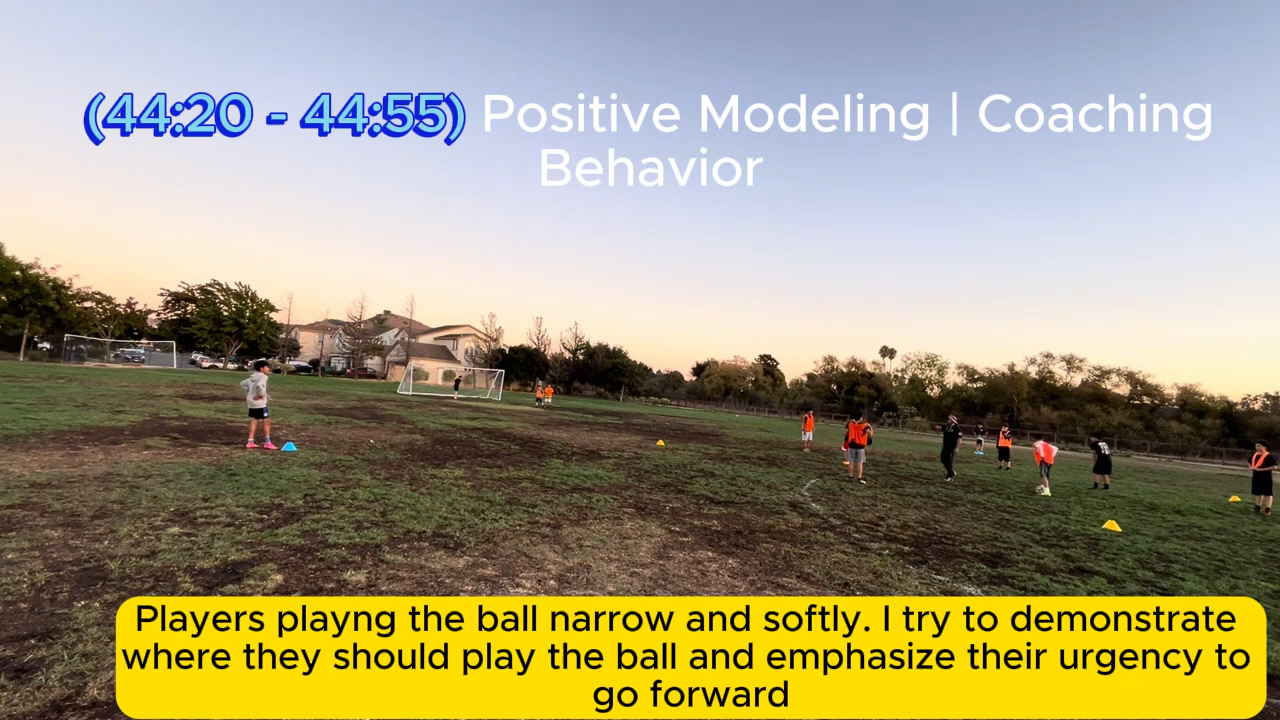 (44:20 - 44:55) Positive Modeling | Coaching
Behavior
Players playng the ball narrow and softly. I try to demonstrate
where they should play the ball and emphasize their urgency to
go forward